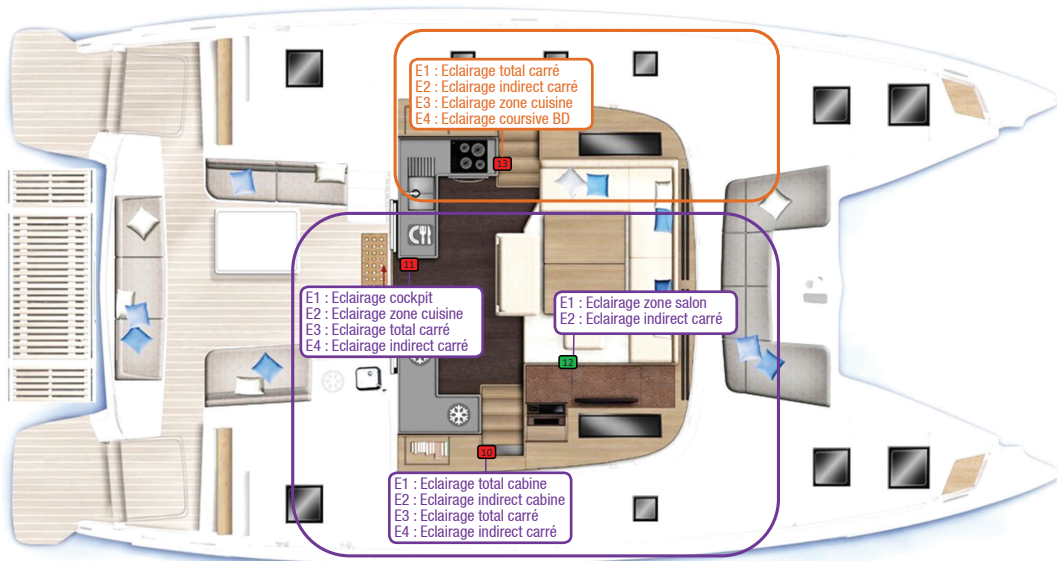 E1 : Eclairage total carré
E2 : Eclairage indirect carré
E3 : Eclairage zone cuisine
E4 : Eclairage coursive BD
13
11
E1 : Eclairage cockpit
E2 : Eclairage zone cuisine
E3 : Eclairage total carré
E4 : Eclairage indirect carré
E1 : Eclairage zone salon
E2 : Eclairage indirect carré
12
10
E1 : Eclairage total cabine
E2 : Eclairage indirect cabine
E3 : Eclairage total carré
E4 : Eclairage indirect carré